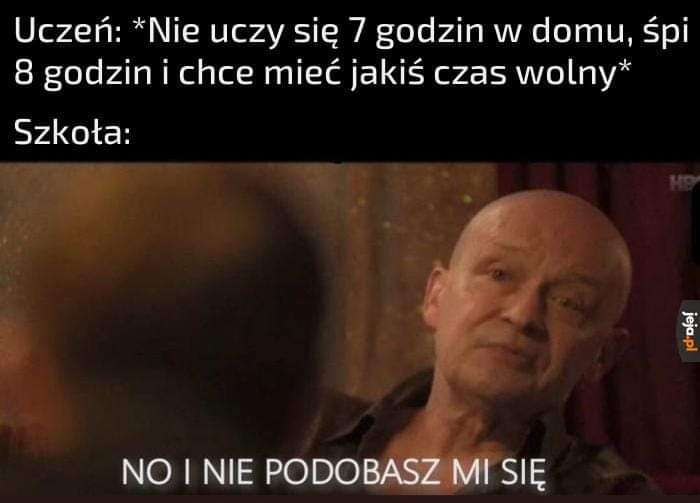 Uczeń: *Nie uczy się 7 godzin w domu, śpi
8 godzin i chce mieć jakiś czas wolny*
Szkoła:
HBO
jeja.pl
NO I NIE PODOBASZ MI SIĘ